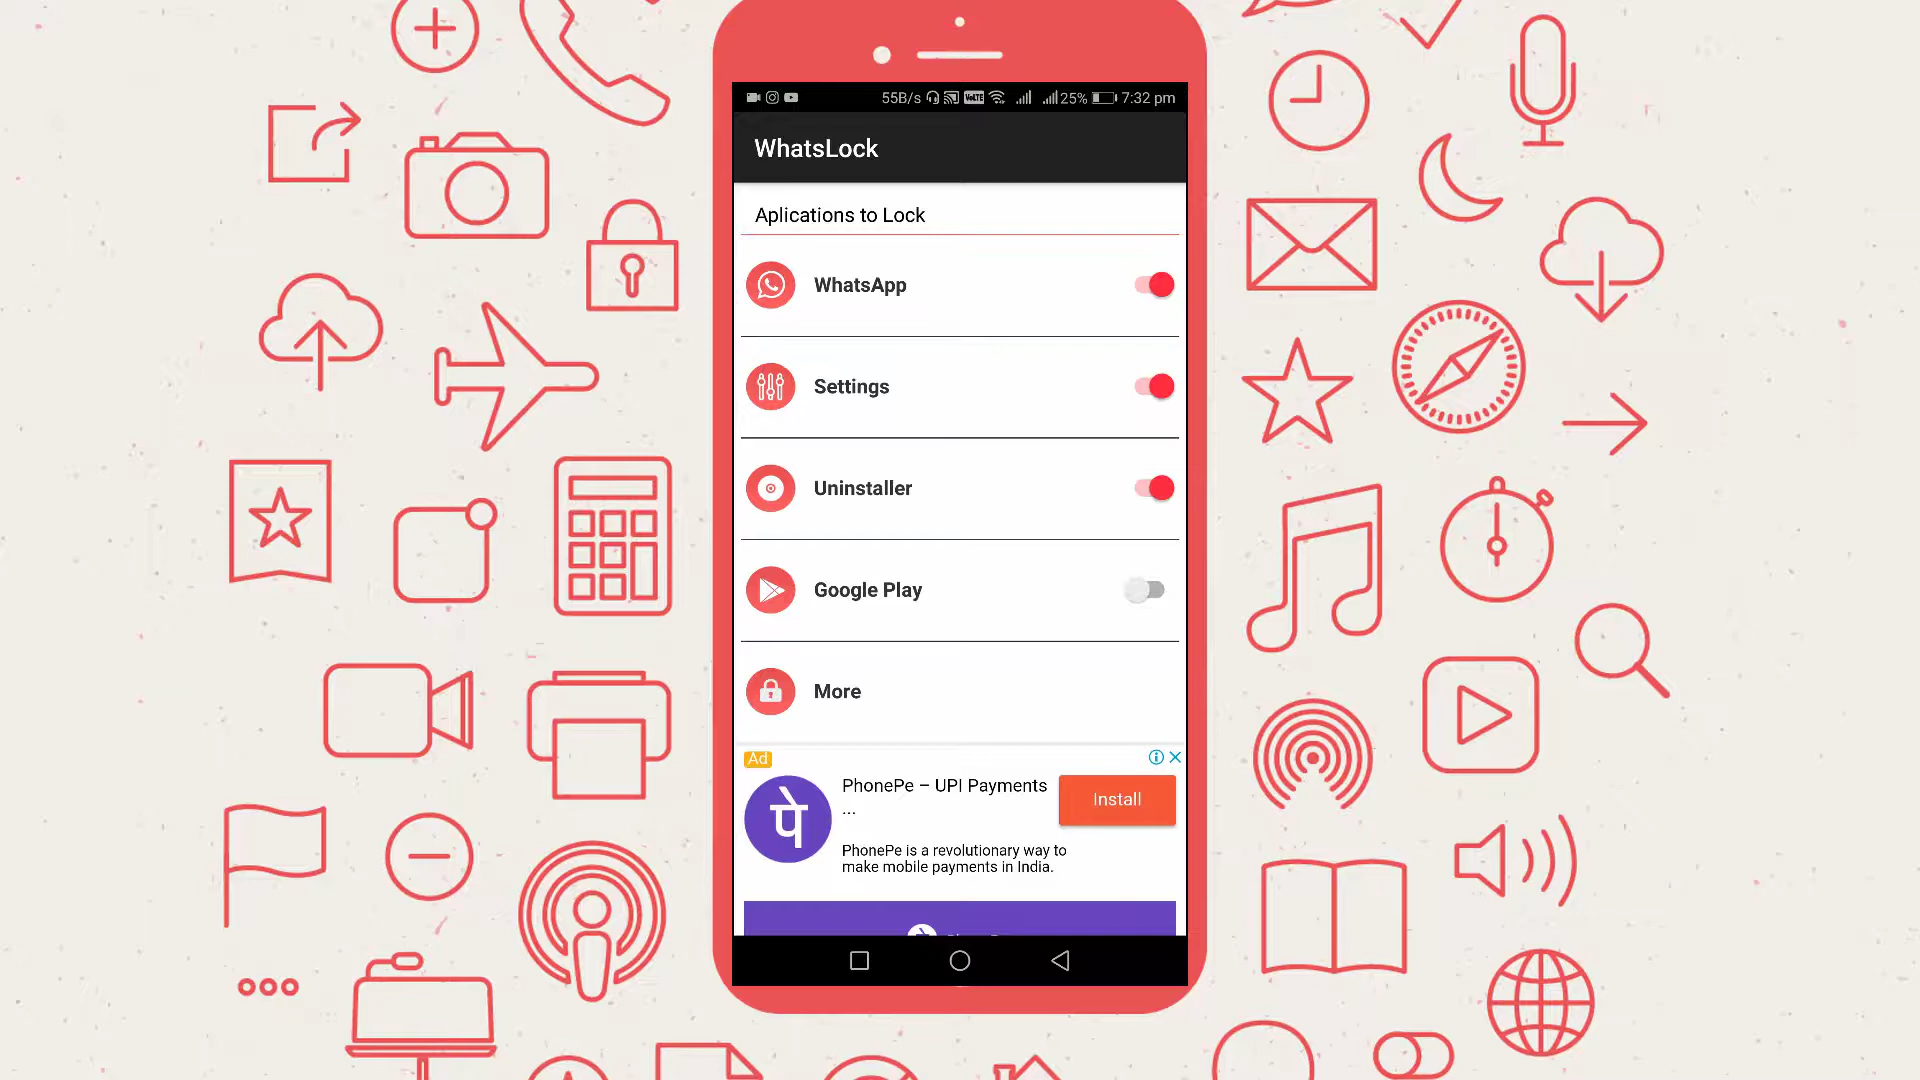 55B/s VoLTE 25% 7:32 pm
WhatsLock
Aplications to Lock
WhatsApp
Settings
Uninstaller
Google Play
More
Ad
PhonePe – UPI Payments
...
Install
पे
PhonePe is a revolutionary way to
make mobile payments in India.